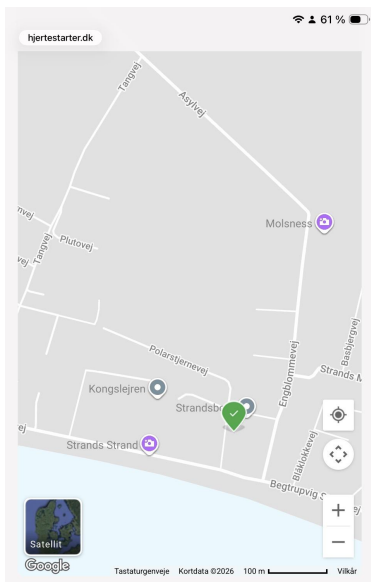 61 %
hjertestarter.dk
Tangvej
Asylvej
Molsness
Plutovej
Tangvej
Polarstjernevej
Engblommevej
Basbjergvej
Kongslejren
Strands Strand
Blåklokkevej
Begtrupvig
Satellit
Google
Tastaturgenveje Kortdata ©2026 100 m Vilkår